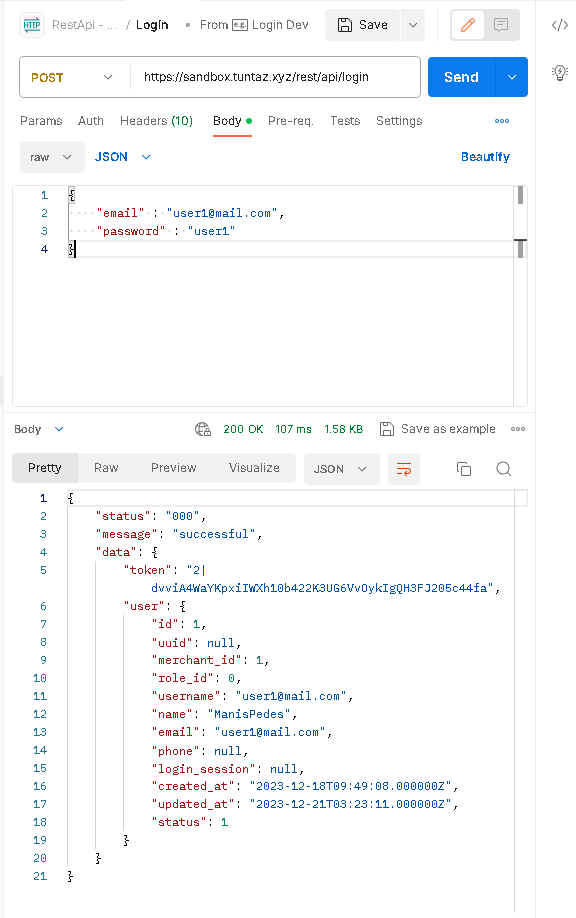 HTTP RestApi - ... / Login • From e.g. Login Dev Save
POST https://sandbox.tuntaz.xyz/rest/api/login Send
Params Auth Headers (10) Body Pre-req. Tests Settings
raw JSON Beautify
1 {
2 "email" : "user1@mail.com",
3 "password" : "user1"
4 }
Body 200 OK 107 ms 1.58 KB Save as example
Pretty Raw Preview Visualize JSON
1 {
2 "status": "000",
3 "message": "successful",
4 "data": {
5 "token": "2|
dvviA4WaYKpxiIWXh10b422K3UG6VvOykIgQH3FJ205c44fa",
6 "user": {
7 "id": 1,
8 "uuid": null,
9 "merchant_id": 1,
10 "role_id": 0,
11 "username": "user1@mail.com",
12 "name": "ManisPedes",
13 "email": "user1@mail.com",
14 "phone": null,
15 "login_session": null,
16 "created_at": "2023-12-18T09:49:08.000000Z",
17 "updated_at": "2023-12-21T03:23:11.000000Z",
18 "status": 1
19 }
20 }
21 }